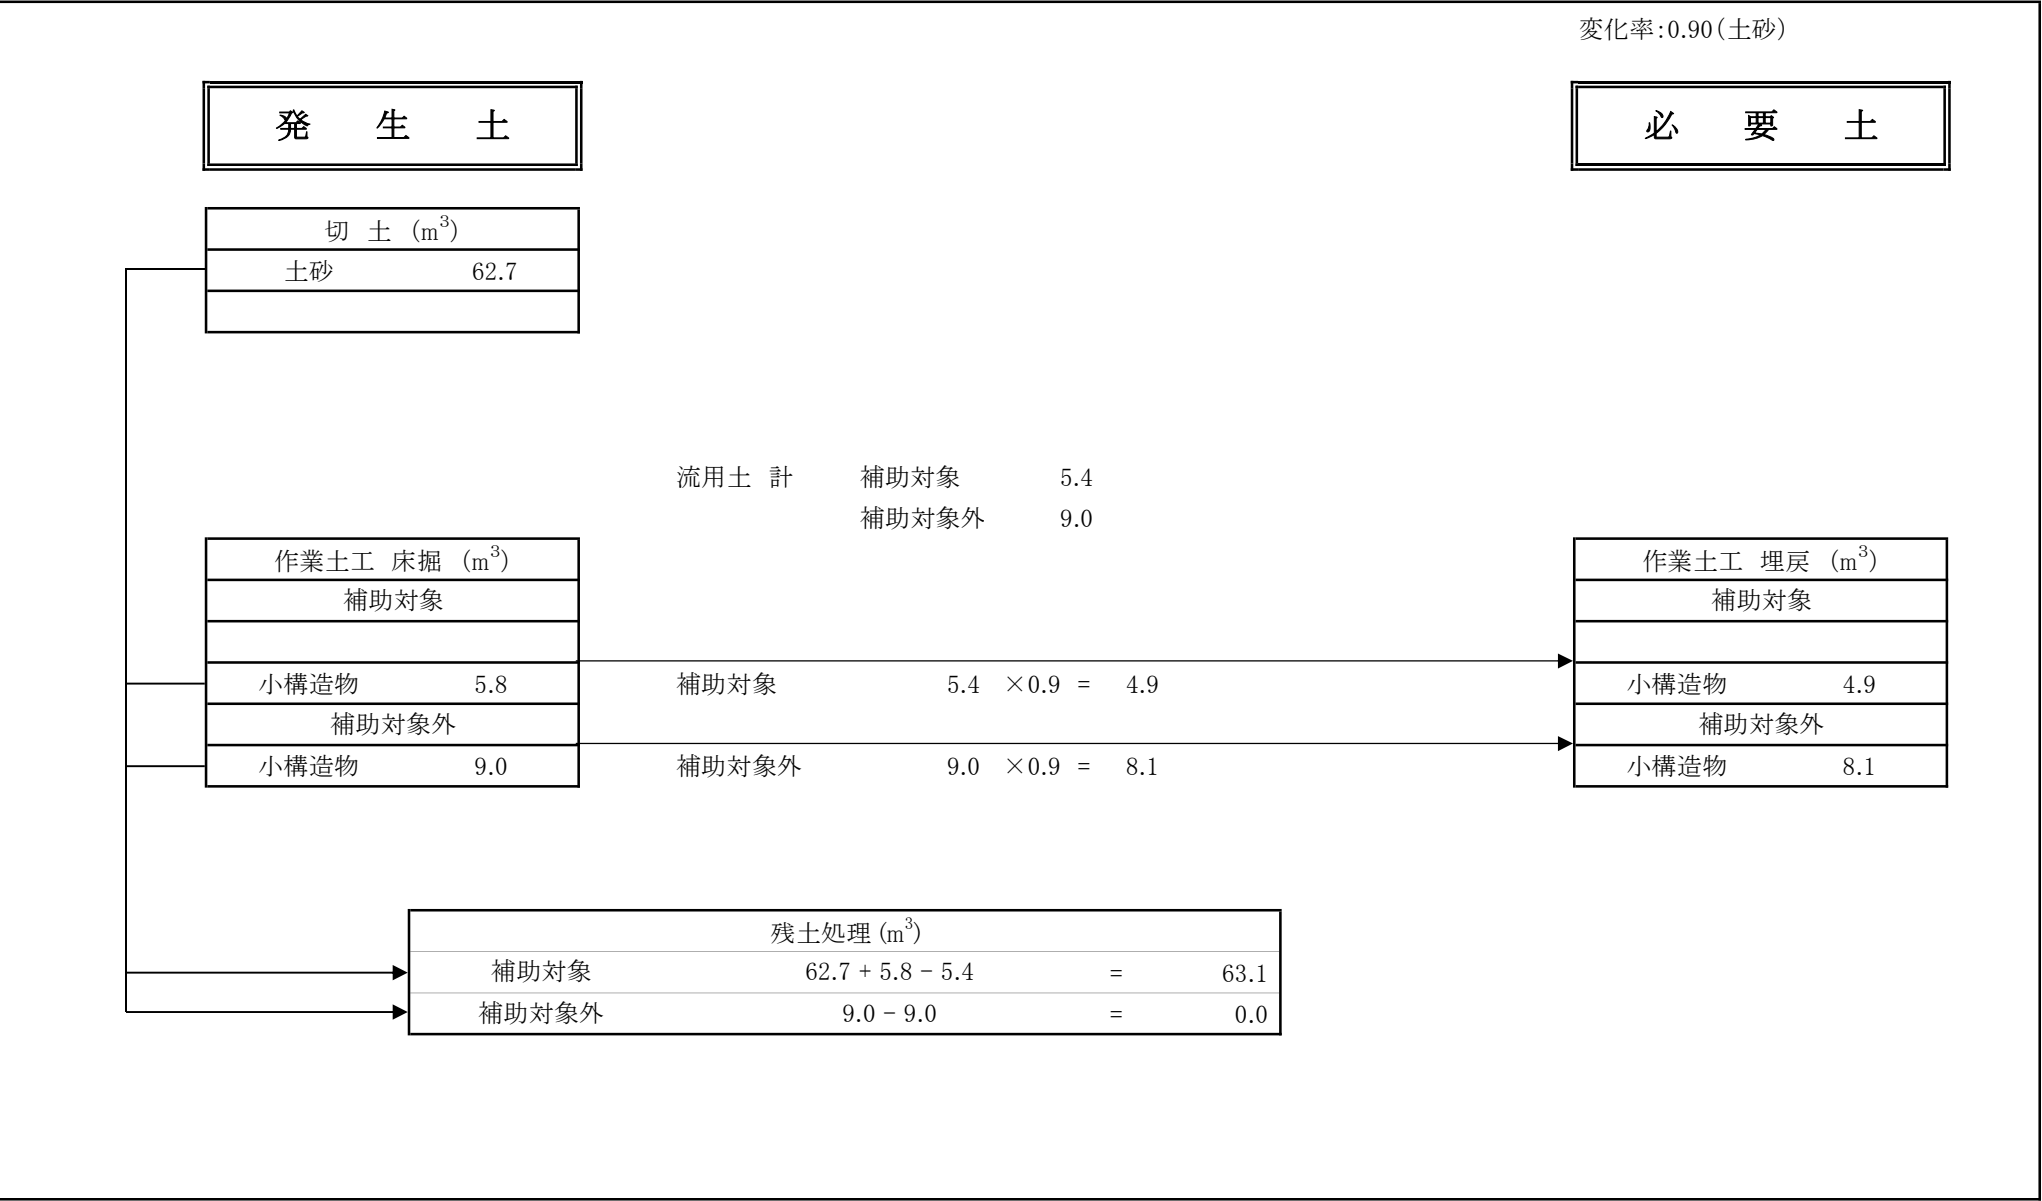 変化率:0.90(土砂)
発 生 土
必 要 土
切 土 (m³)
土砂 62.7
流用土 計 補助対象 5.4
補助対象外 9.0
作業土工 床掘 (m³)
補助対象
小構造物 5.8
補助対象外
小構造物 9.0
補助対象 5.4 ×0.9 = 4.9
補助対象外 9.0 ×0.9 = 8.1
作業土工 埋戻 (m³)
補助対象
小構造物 4.9
補助対象外
小構造物 8.1
残土処理(m³)
補助対象 62.7 + 5.8 − 5.4 = 63.1
補助対象外 9.0 − 9.0 = 0.0